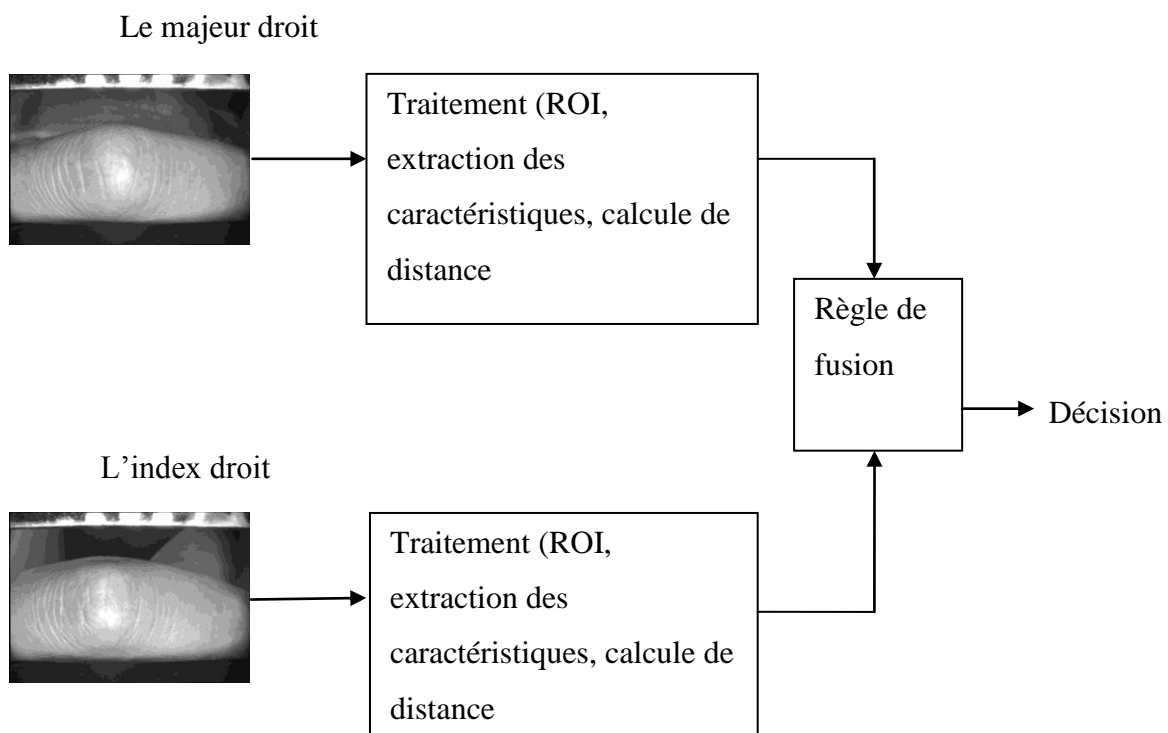 Le majeur droit
Traitement (ROI,
extraction des
caractéristiques, calcule de
distance
Règle de
fusion
Décision
L’index droit
Traitement (ROI,
extraction des
caractéristiques, calcule de
distance